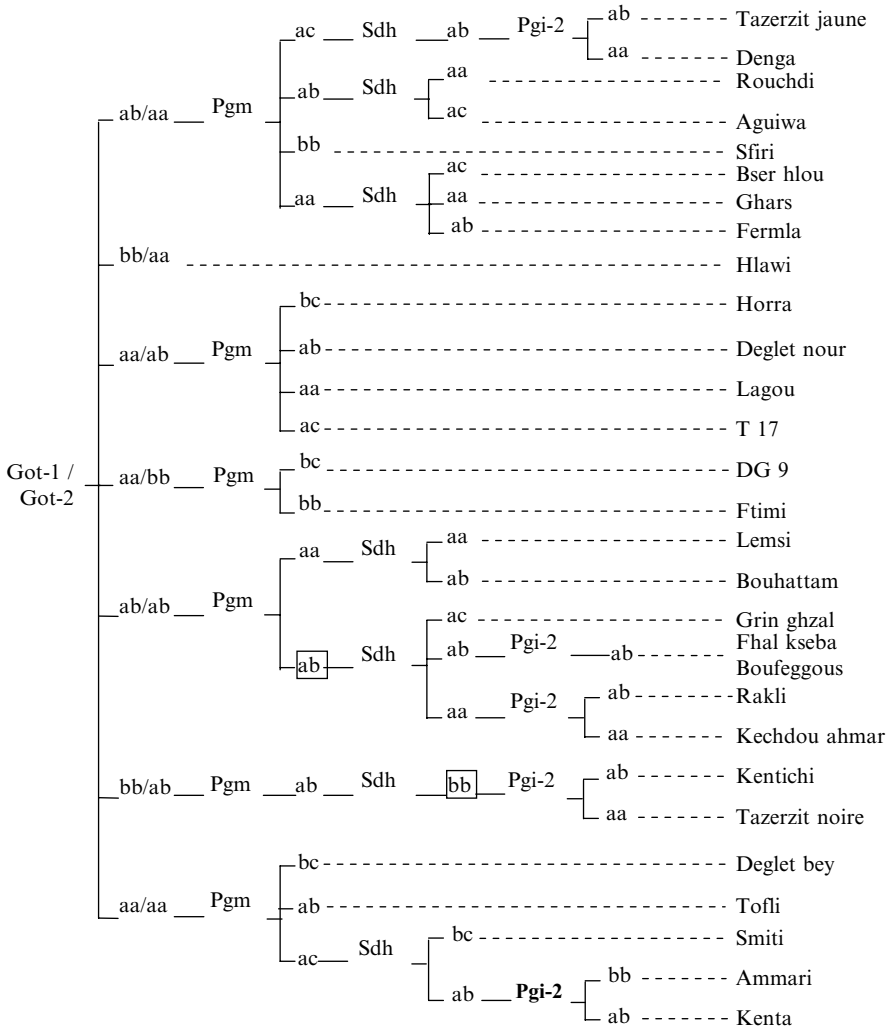 ac Sdh ab Pgi-2 ab Tazerzit jaune
aa Denga
ab/aa Pgm ab Sdh aa Rouchdi
ac Aguiwa
bb Sfiri
aa Sdh ac Bser hlou
aa Ghars
ab Fermla
bb/aa Hlawi
bc Horra
aa/ab Pgm ab Deglet nour
aa Lagou
ac T 17
Got-1 /
Got-2
aa/bb Pgm bc DG 9
bb Ftimi
aa Sdh aa Lemsi
ab Bouhattam
ab/ab Pgm
ab Sdh ac Grin ghzal
ab Pgi-2 ab Fhal kseba
Boufeggous
aa Pgi-2 ab Rakli
aa Kechdou ahmar
bb/ab Pgm ab Sdh bb Pgi-2 ab Kentichi
aa Tazerzit noire
bc Deglet bey
aa/aa Pgm ab Tofli
ac Sdh bc Smiti
ab Pgi-2 bb Ammari
ab Kenta